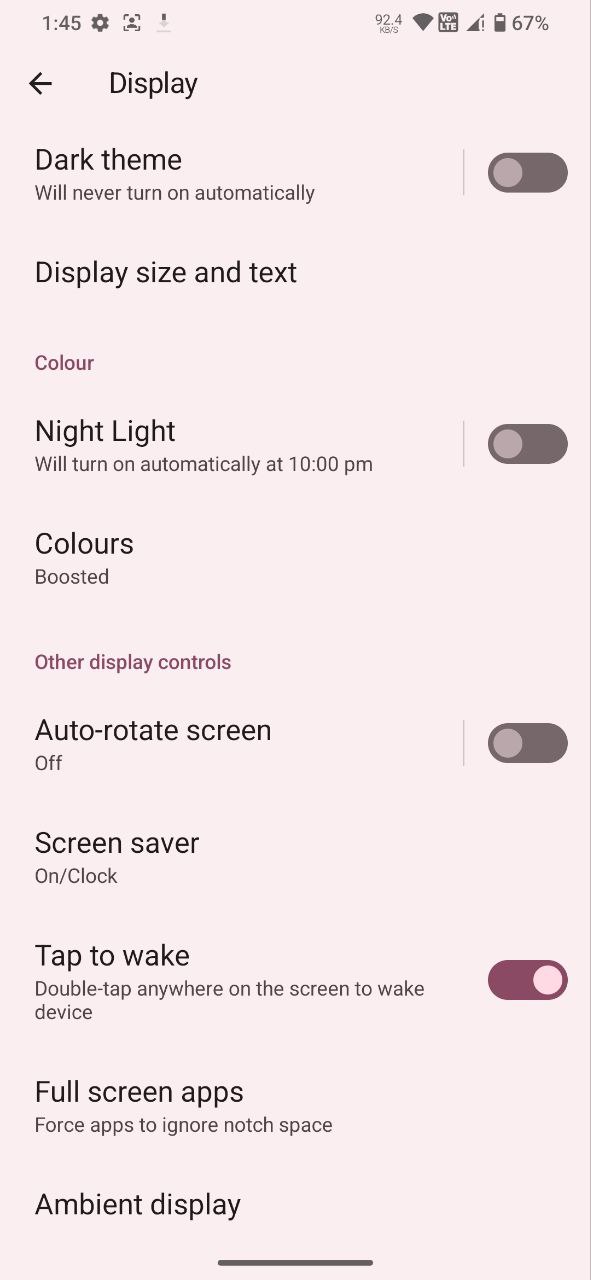 1:45 92.4 KB/S Vo LTE 67%
Display
Dark theme
Will never turn on automatically
Display size and text
Colour
Night Light
Will turn on automatically at 10:00 pm
Colours
Boosted
Other display controls
Auto-rotate screen
Off
Screen saver
On/Clock
Tap to wake
Double-tap anywhere on the screen to wake
device
Full screen apps
Force apps to ignore notch space
Ambient display